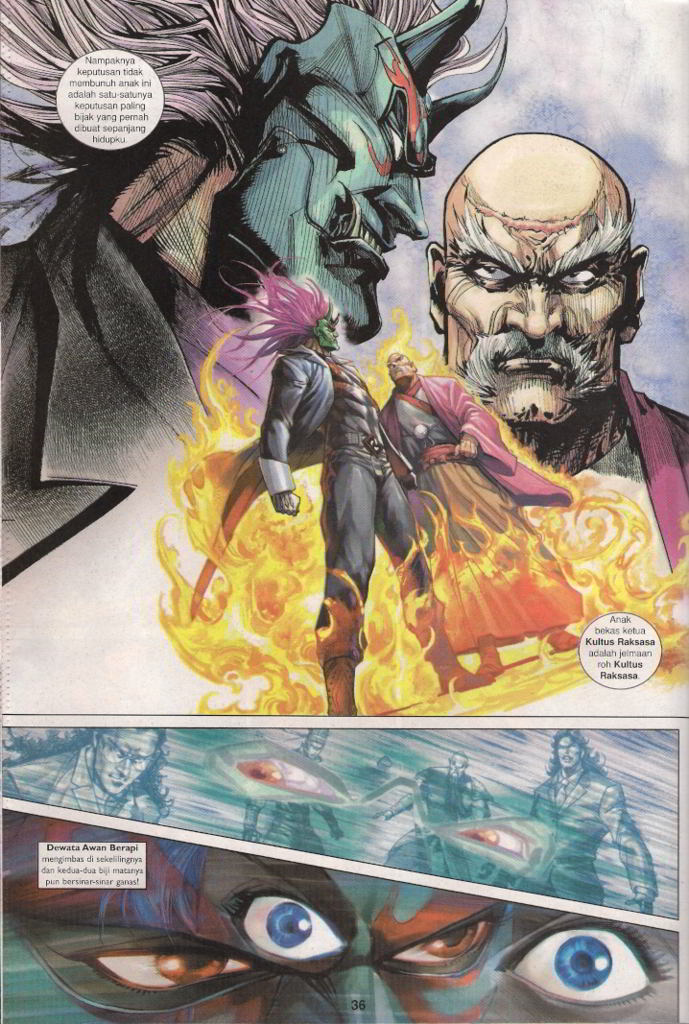 Nampaknya
keputusan tidak
membunuh anak ini
adalah satu-satunya
keputusan paling
bijak yang pernah
dibuat sepanjang
hidupku.
Anak
bekas ketua
Kultus Raksasa
adalah jelmaan
roh Kultus
Raksasa.
Dewata Awan Berapi
mengimbas di sekelilingnya
dan kedua-dua biji matanya
pun bersinar-sinar ganas!
36